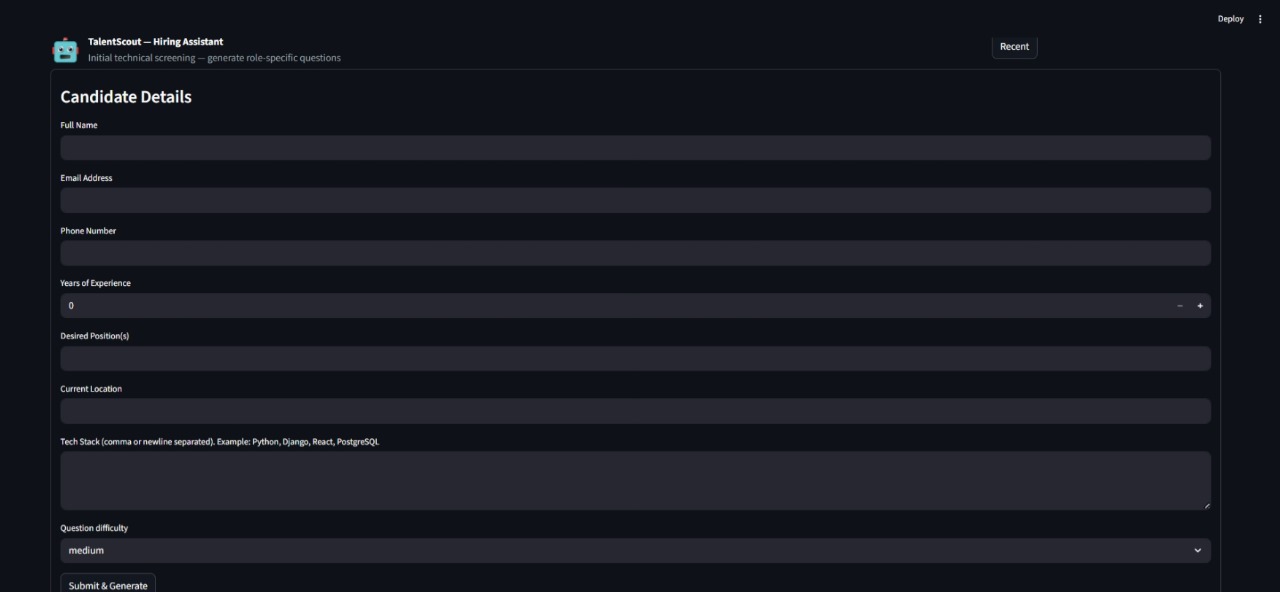 Deploy
TalentScout — Hiring Assistant
Initial technical screening — generate role-specific questions
Recent
Candidate Details
Full Name
Email Address
Phone Number
Years of Experience
0
Desired Position(s)
Current Location
Tech Stack (comma or newline separated). Example: Python, Django, React, PostgreSQL
Question difficulty
medium
Submit & Generate